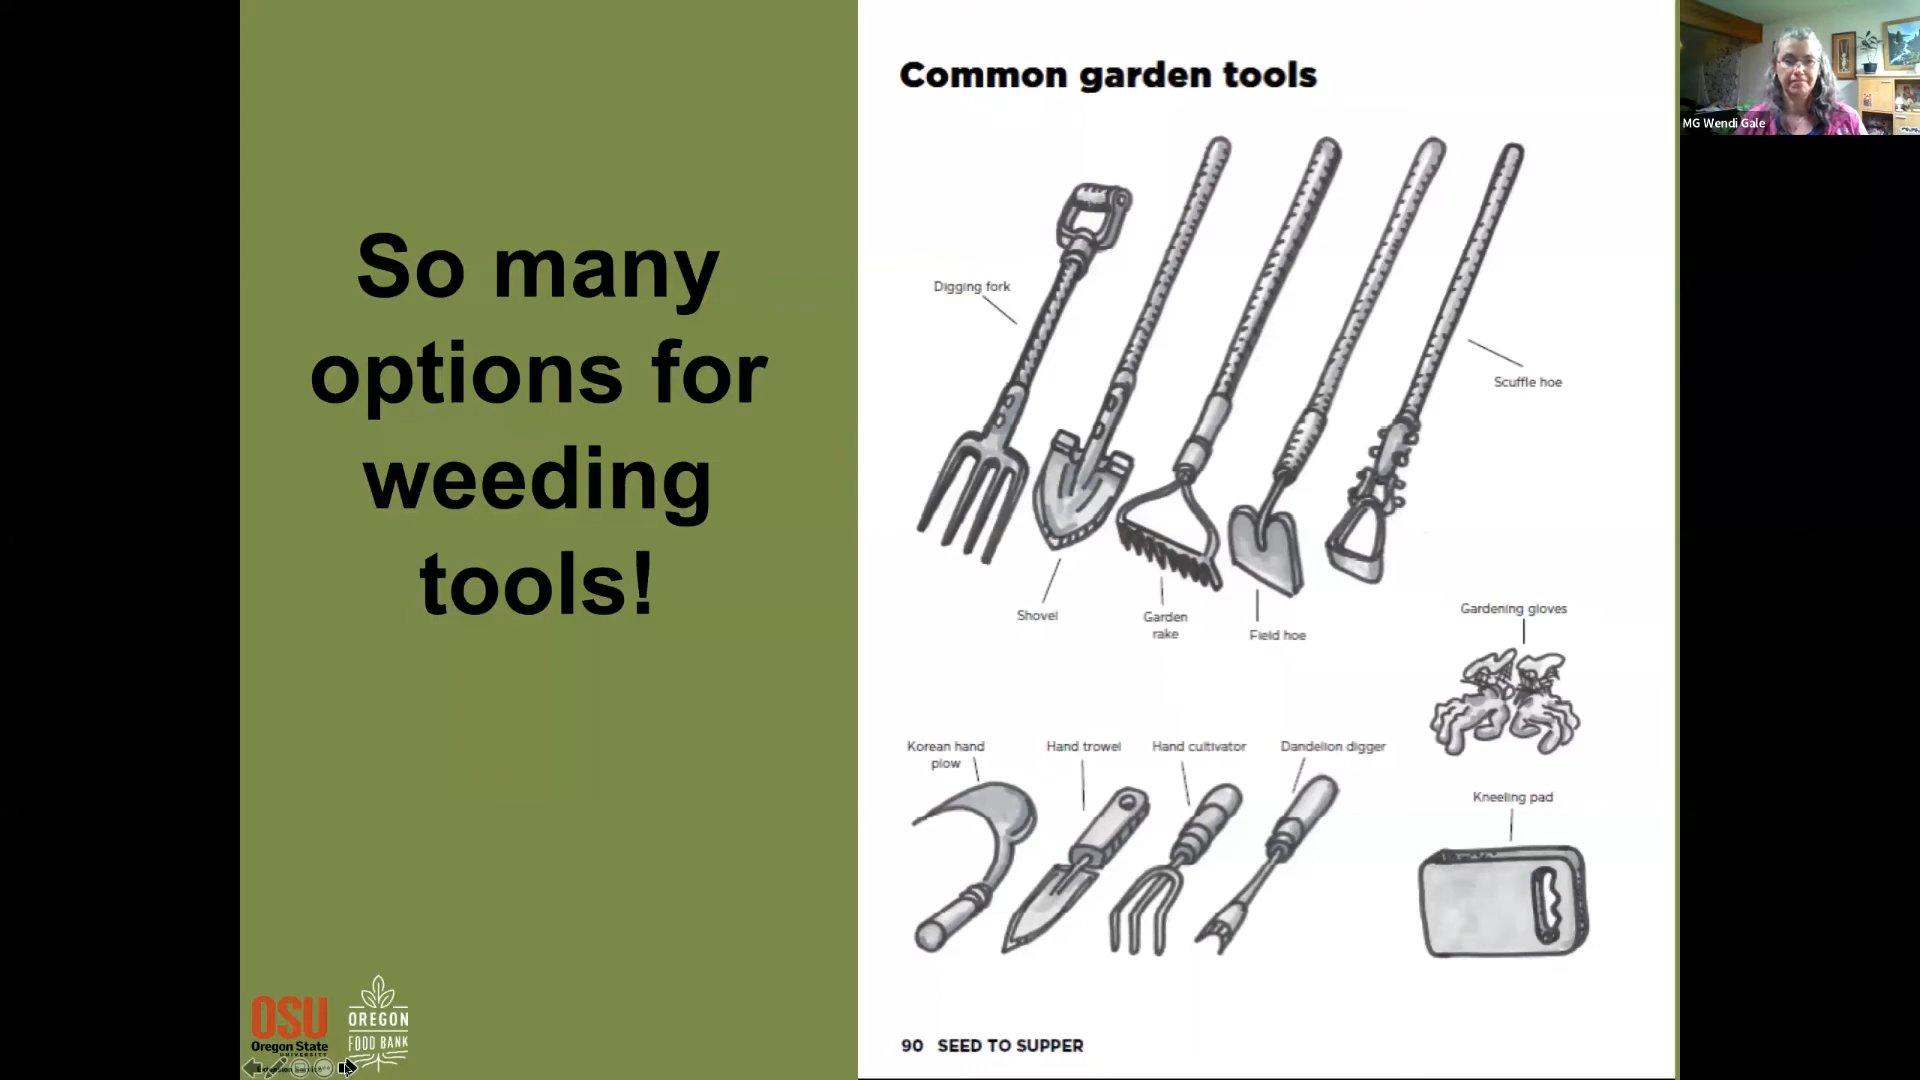 So many
options for
weeding
tools!
Common garden tools
Digging fork
Scuffle hoe
Shovel
Garden
rake
Field hoe
Gardening gloves
Korean hand
plow
Hand trowel
Hand cultivator
Dandelion digger
Kneeling pad
90 SEED TO SUPPER
OSU
Oregon State
UNIVERSITY
OREGON
FOOD BANK
MG Wendi Gale